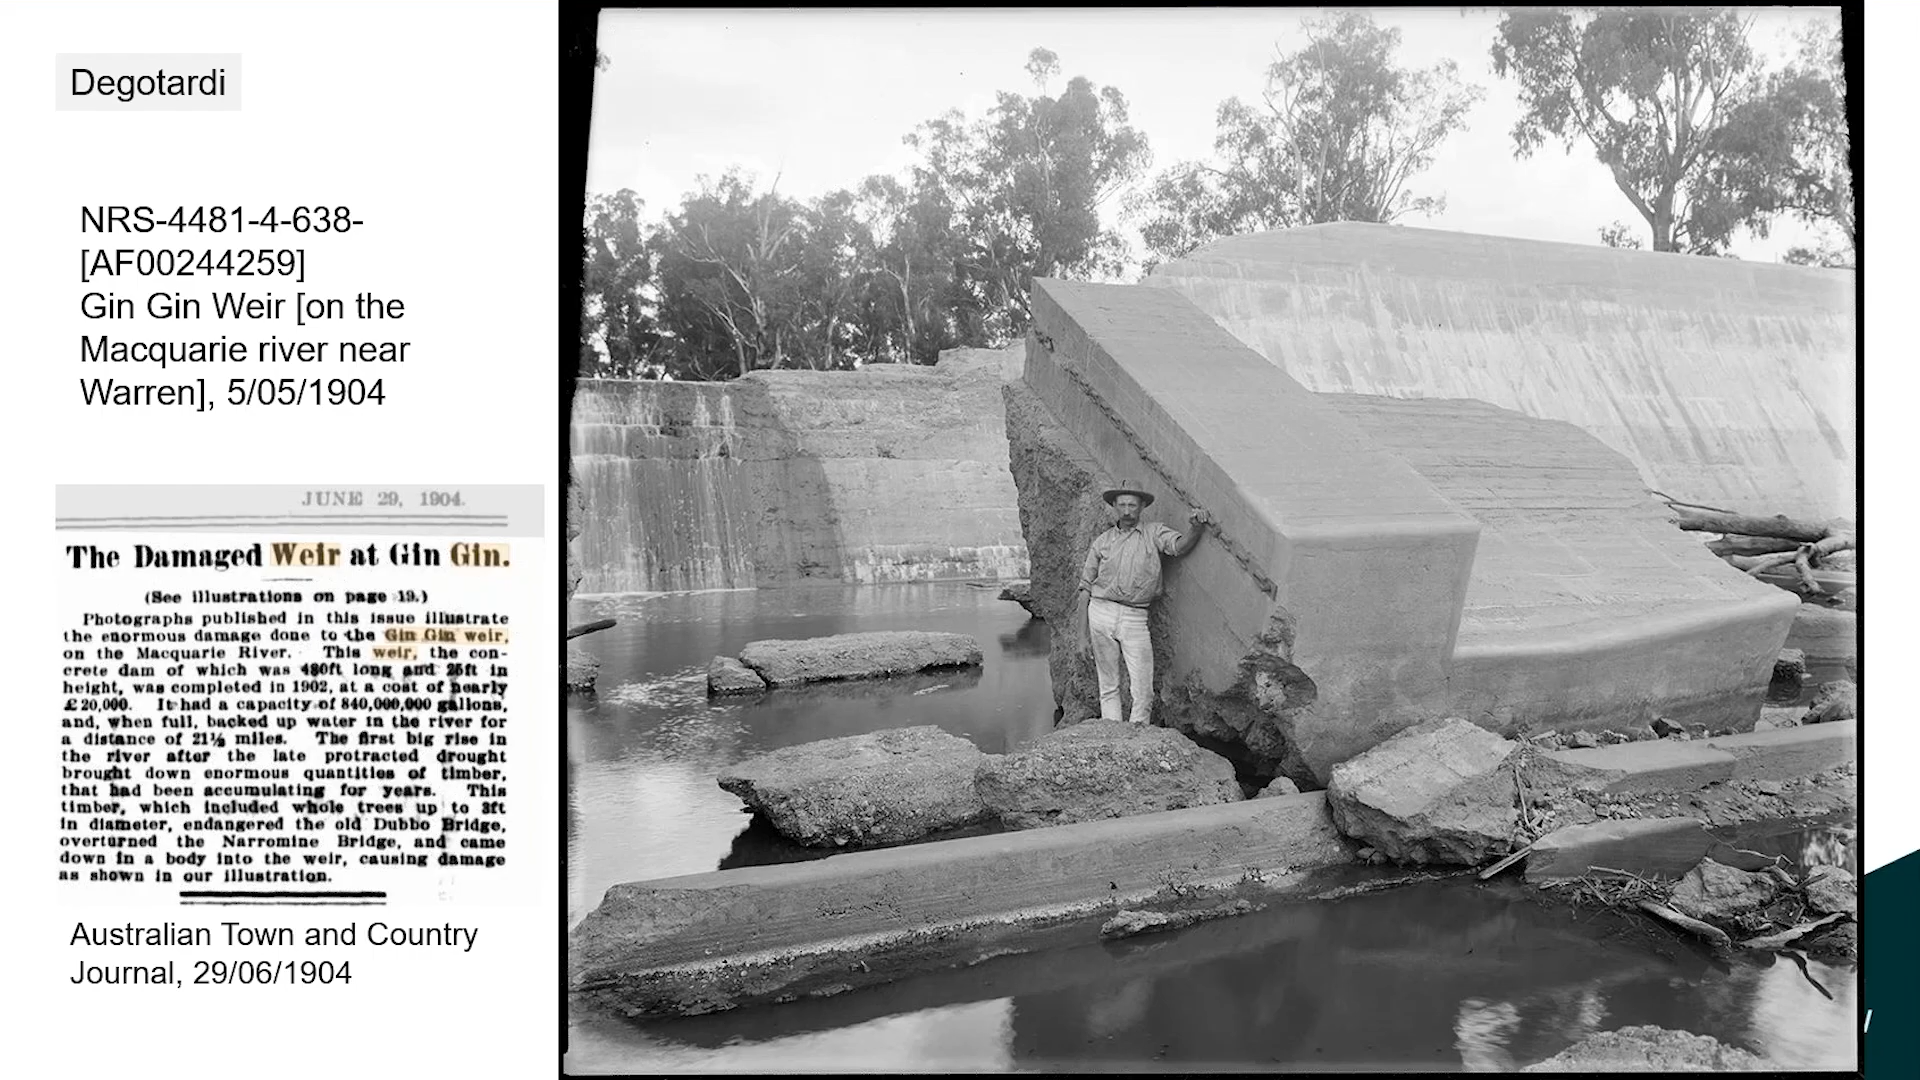 Degotardi
NRS-4481-4-638-
[AF00244259]
Gin Gin Weir [on the
Macquarie river near
Warren], 5/05/1904
JUNE 29, 1904.
The Damaged Weir at Gin Gin.
(See illustrations on page 19.)
Photographs published in this issue illustrate
the enormous damage done to the Gin Gin weir,
on the Macquarie River. This weir, the con-
crete dam of which was 480ft long and 25ft in
height, was completed in 1902, at a cost of nearly
£20,000. It had a capacity of 840,000,000 gallons,
and, when full, backed up water in the river for
a distance of 21½ miles. The first big rise in
the river after the late protracted drought
brought down enormous quantities of timber,
that had been accumulating for years. This
timber, which included whole trees up to 3ft
in diameter, endangered the old Dubbo Bridge,
overturned the Narromine Bridge, and came
down in a body into the weir, causing damage
as shown in our illustration.
Australian Town and Country
Journal, 29/06/1904